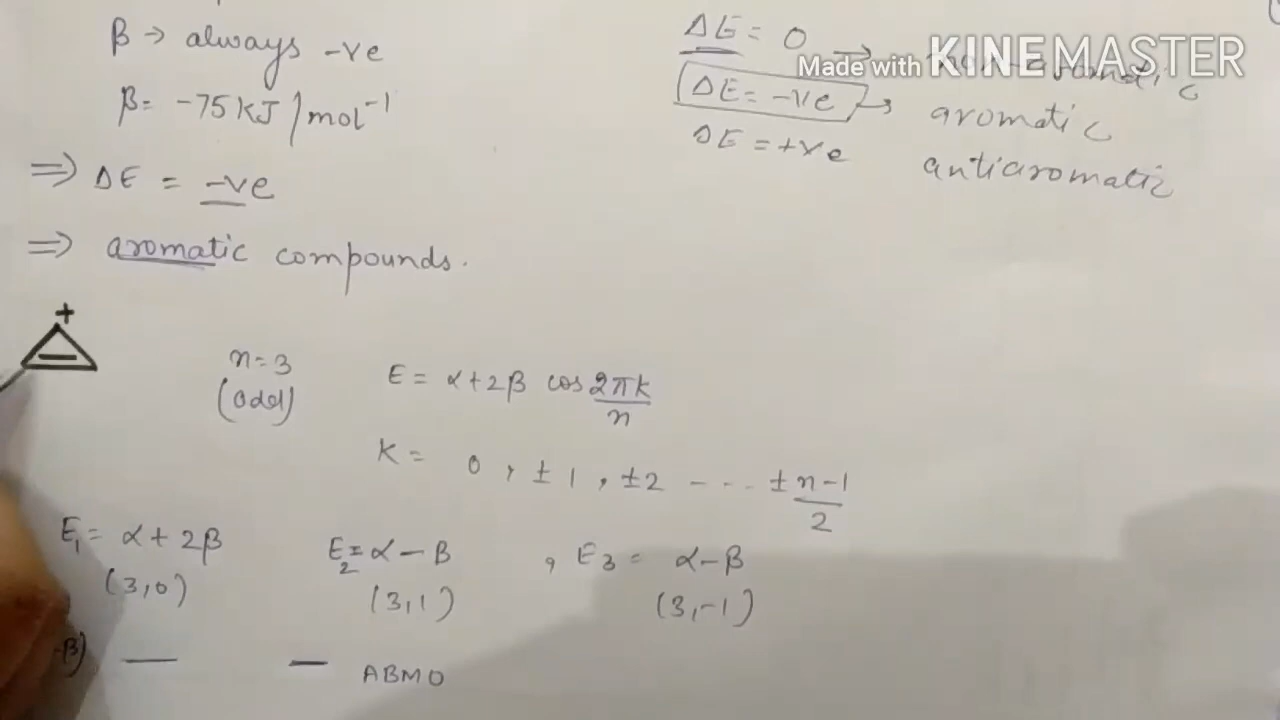 β → always -ve
β = -75 KJ/mol⁻¹
⇒ ΔE = -ve
⇒ aromatic compounds.
ΔE = 0 →
Made with KINEMASTER
ΔE = -ve → aromatic
ΔE = +ve antiaromatic
+
n=3
(odd)
E = α+2β cos 2πk/n
K = 0, ±1, ±2 --- ± n-1/2
E₁ = α + 2β
(3,0)
E₂ = α - β
(3,1)
, E₃ = α-β
(3,-1)
-β)
ABMO